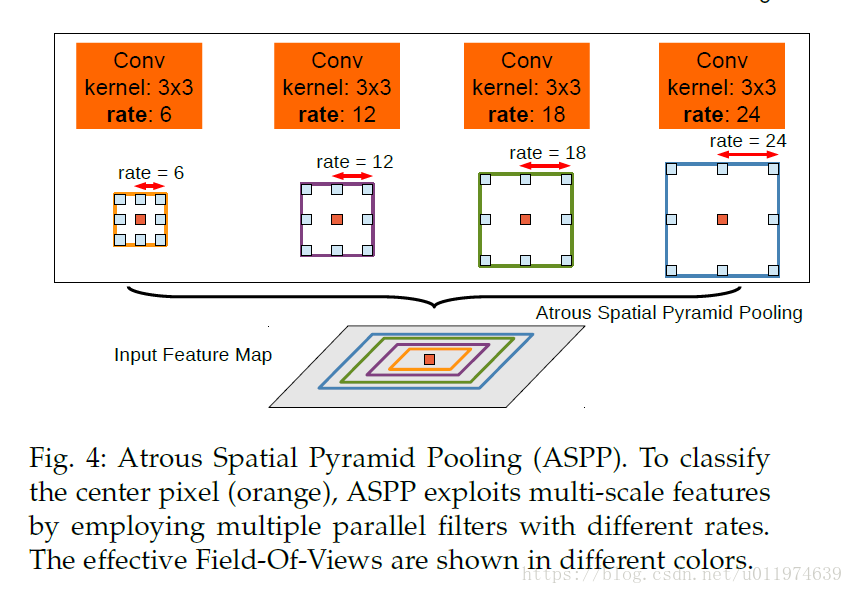 Conv Conv Conv Conv
kernel: 3x3 kernel: 3x3 kernel: 3x3 kernel: 3x3
rate: 6 rate: 12 rate: 18 rate: 24
rate = 6 rate = 12 rate = 18 rate = 24
Atrous Spatial Pyramid Pooling
Input Feature Map
Fig. 4: Atrous Spatial Pyramid Pooling (ASPP). To classify
the center pixel (orange), ASPP exploits multi-scale features
by employing multiple parallel filters with different rates.
The effective Field-Of-Views are shown in different colors.
https://blog.csdn.net/u011974639